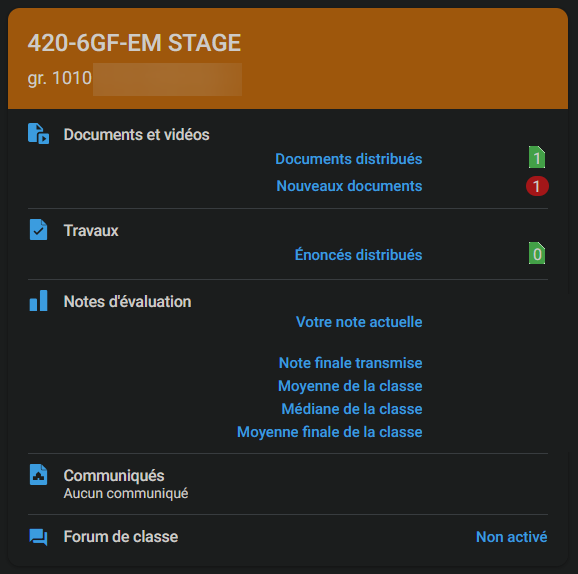 420-6GF-EM STAGE
gr. 1010
Documents et vidéos
Documents distribués 1
Nouveaux documents 1
Travaux
Énoncés distribués 0
Notes d'évaluation
Votre note actuelle
Note finale transmise
Moyenne de la classe
Médiane de la classe
Moyenne finale de la classe
Communiqués
Aucun communiqué
Forum de classe Non activé